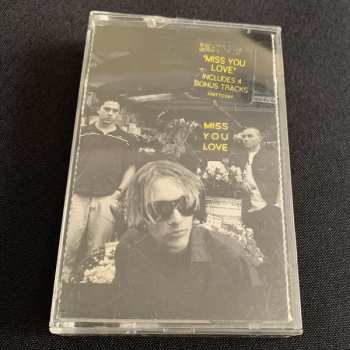 "MISS YOU
LOVE"
INCLUDES 4
BONUS TRACKS
MISS
YOU
LOVE